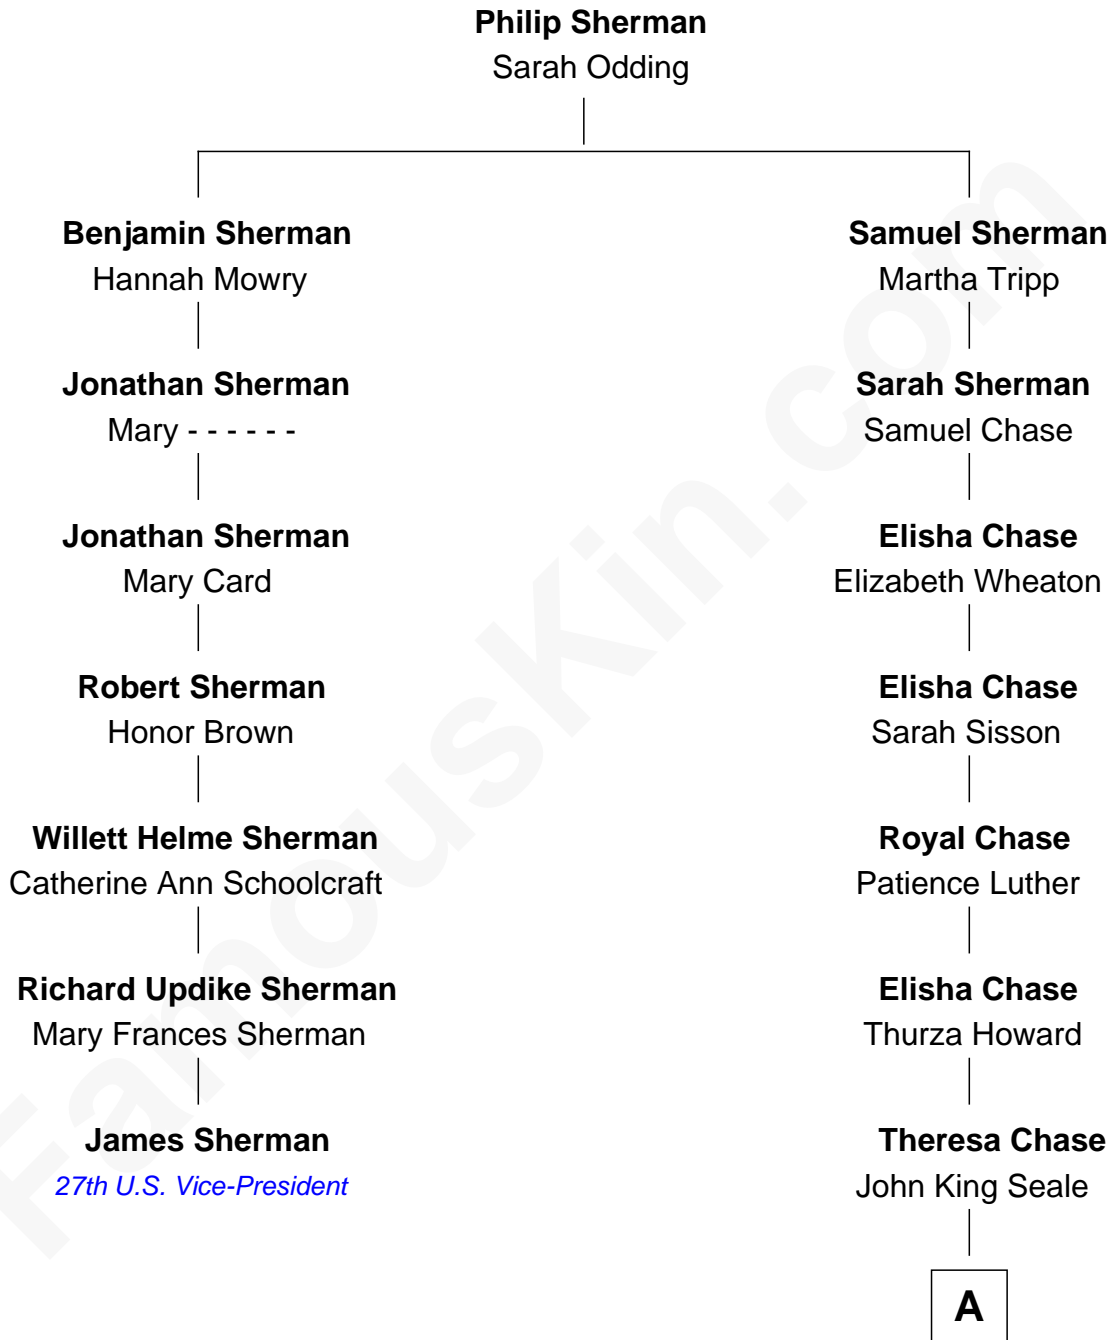 Philip Sherman
Sarah Odding
Benjamin Sherman
Hannah Mowry
Jonathan Sherman
Mary - - - - - -
Jonathan Sherman
Mary Card
Robert Sherman
Honor Brown
Willett Helme Sherman
Catherine Ann Schoolcraft
Richard Updike Sherman
Mary Frances Sherman
James Sherman
27th U.S. Vice-President
Samuel Sherman
Martha Tripp
Sarah Sherman
Samuel Chase
Elisha Chase
Elizabeth Wheaton
Elisha Chase
Sarah Sisson
Royal Chase
Patience Luther
Elisha Chase
Thurza Howard
Theresa Chase
John King Seale
A
FamousKin.com